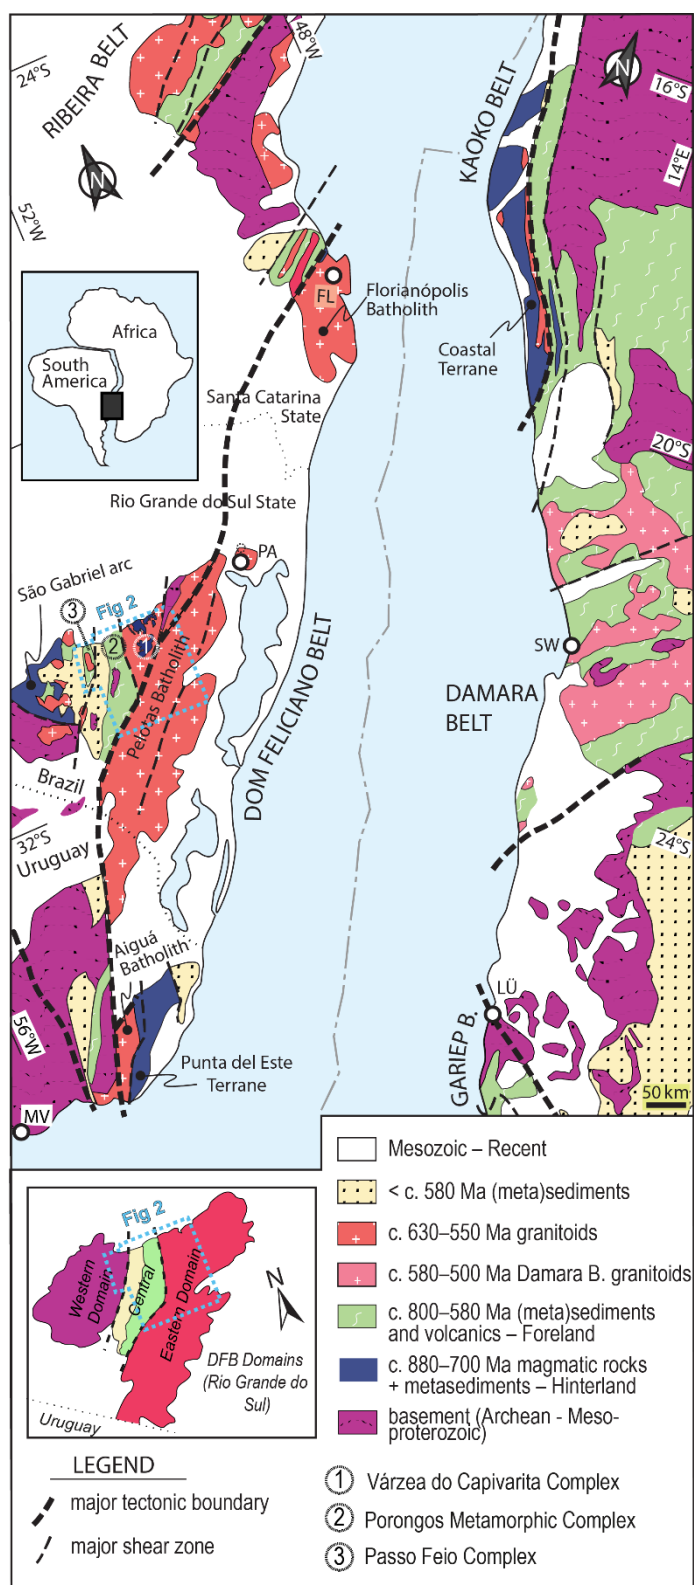 RIBEIRA BELT
24°S
48°W
N
52°W
KAOKO BELT
N
16°S
14°E
FL
Florianópolis
Batholith
Coastal
Terrane
Africa
South
America
Santa Catarina
State
20°S
Rio Grande do Sul State
PA
São Gabriel arc
3
Fig 2
2
1
Pelotas Batholith
DOM FELICIANO BELT
SW
DAMARA
BELT
Brazil
32°S
Uruguay
24°S
Aiguá
Batholith
56°W
Punta del Este
Terrane
MV
LÜ
GARIEP B.
50 km
Mesozoic – Recent
< c. 580 Ma (meta)sediments
c. 630–550 Ma granitoids
c. 580–500 Ma Damara B. granitoids
c. 800–580 Ma (meta)sediments
and volcanics – Foreland
c. 880–700 Ma magmatic rocks
+ metasediments – Hinterland
basement (Archean - Meso-
proterozoic)
Fig 2
Western
Domain
Central
Eastern Domain
N
DFB Domains
(Rio Grande do
Sul)
Uruguay
LEGEND
major tectonic boundary
major shear zone
1 Várzea do Capivarita Complex
2 Porongos Metamorphic Complex
3 Passo Feio Complex